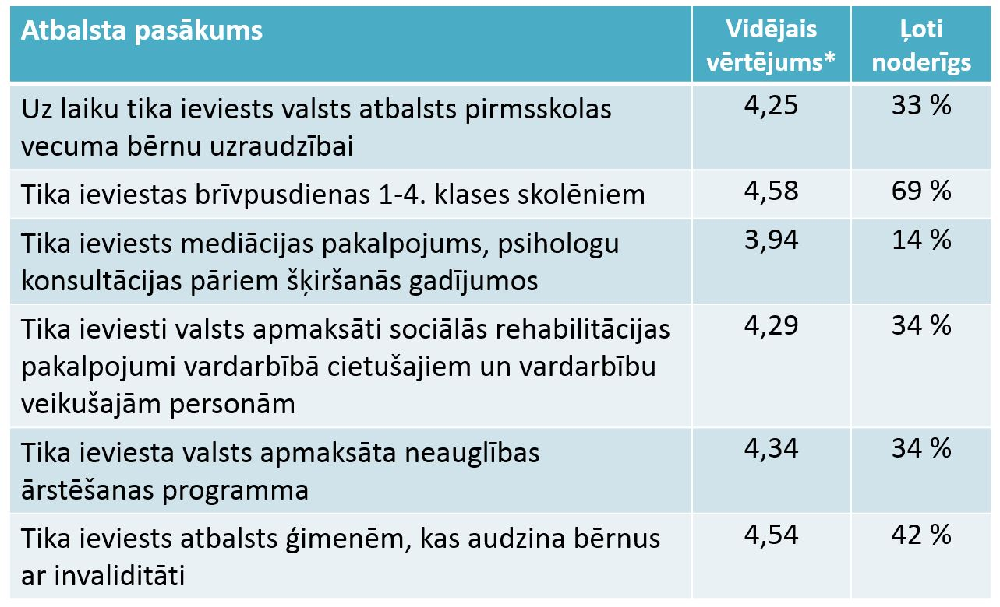 Atbalsta pasākums
Vidējais
vērtējums*
Ļoti
noderīgs
Uz laiku tika ieviests valsts atbalsts pirmsskolas
vecuma bērnu uzraudzībai
4,25
33 %
Tika ieviestas brīvpusdienas 1-4. klases skolēniem
4,58
69 %
Tika ieviests mediācijas pakalpojums, psihologu
konsultācijas pāriem šķiršanās gadījumos
3,94
14 %
Tika ieviesti valsts apmaksāti sociālās rehabilitācijas
pakalpojumi vardarbībā cietušajiem un vardarbību
veikušajām personām
4,29
34 %
Tika ieviesta valsts apmaksāta neauglības
ārstēšanas programma
4,34
34 %
Tika ieviests atbalsts ģimenēm, kas audzina bērnus
ar invaliditāti
4,54
42 %